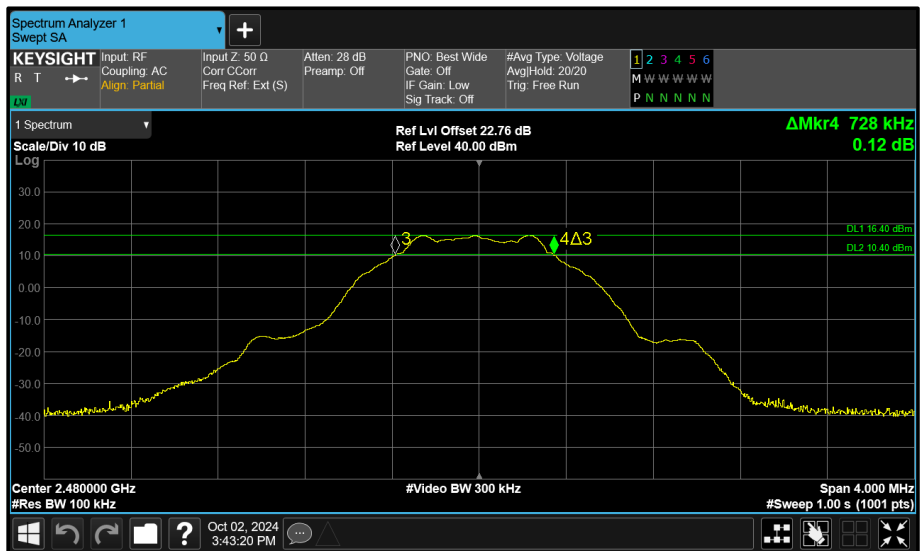 Spectrum Analyzer 1
Swept SA
KEYSIGHT
R T
LXI
Input: RF
Coupling: AC
Align: Partial
Input Z: 50 Ω
Corr CCorr
Freq Ref: Ext (S)
Atten: 28 dB
Preamp: Off
PNO: Best Wide
Gate: Off
IF Gain: Low
Sig Track: Off
#Avg Type: Voltage
Avg|Hold: 20/20
Trig: Free Run
1 2 3 4 5 6
M W W W W W
P N N N N N
1 Spectrum
Scale/Div 10 dB
Ref Lvl Offset 22.76 dB
Ref Level 40.00 dBm
ΔMkr4 728 kHz
0.12 dB
Log
30.0
20.0
10.0
0.00
-10.0
-20.0
-30.0
-40.0
-50.0
3
4Δ3
DL1 16.40 dBm
DL2 10.40 dBm
Center 2.480000 GHz
#Res BW 100 kHz
#Video BW 300 kHz
Span 4.000 MHz
#Sweep 1.00 s (1001 pts)
?
Oct 02, 2024
3:43:20 PM